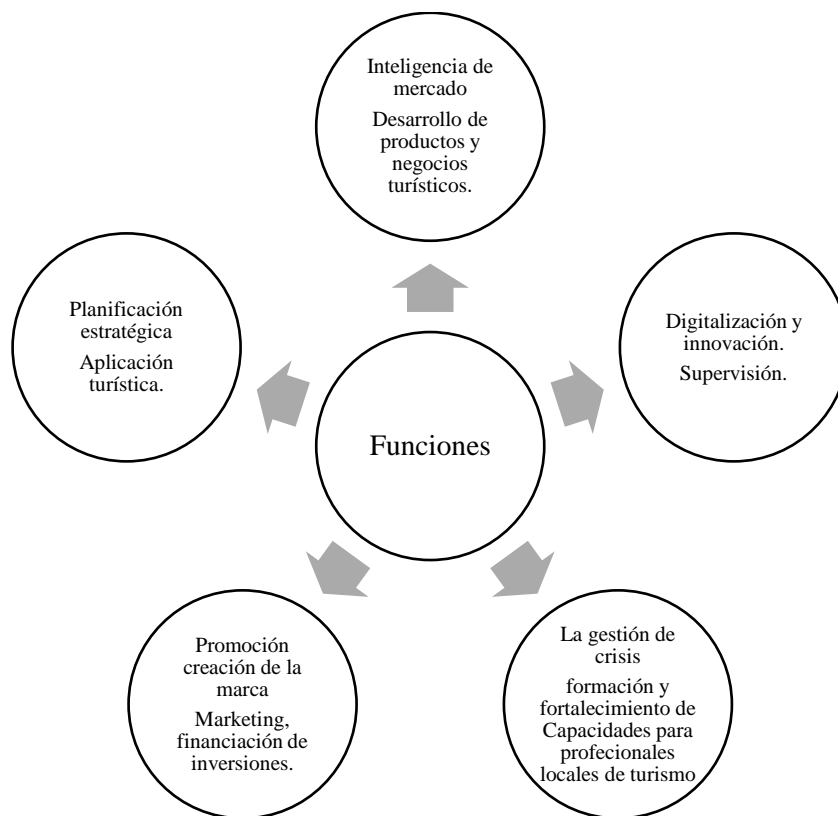 Inteligencia de
mercado
Desarrollo de
productos y
negocios
turísticos.
Planificación
estratégica
Aplicación
turística.
Digitalización y
innovación.
Supervisión.
Funciones
Promoción
creación de la
marca
Marketing,
financiación de
inversiones.
La gestión de
crisis
formación y
fortalecimiento de
Capacidades para
profecionales
locales de turismo